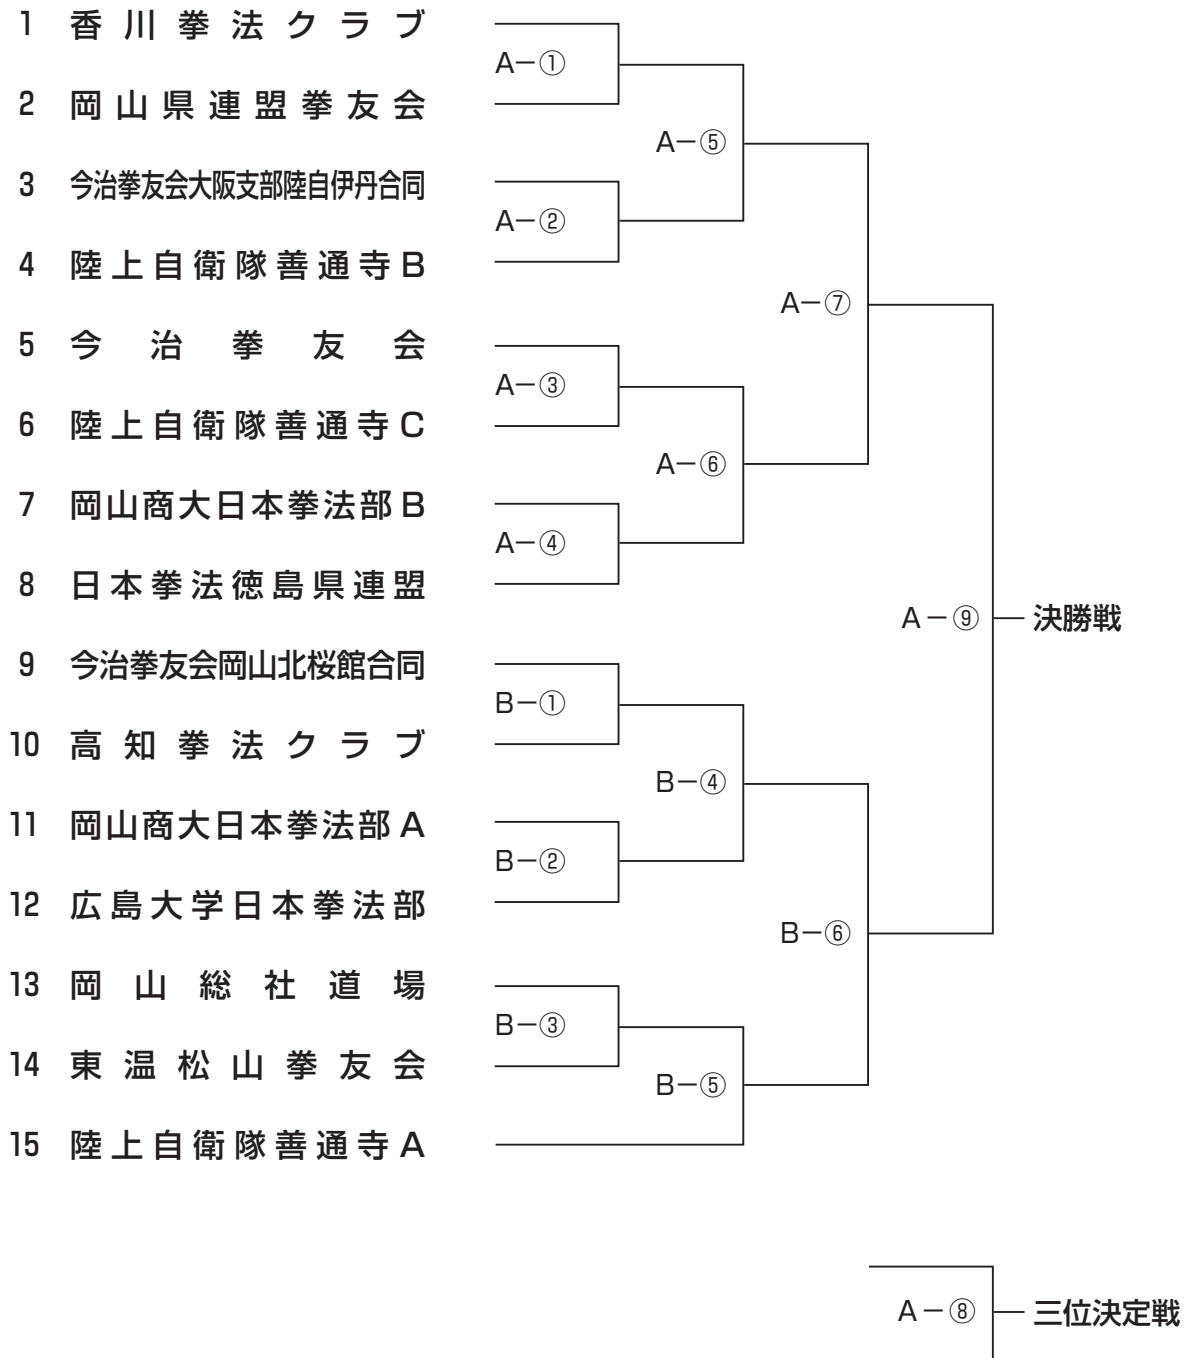 1 香川拳法クラブ
A−①
2 岡山県連盟拳友会
A−⑤
3 今治拳友会大阪支部陸自伊丹合同
A−②
4 陸上自衛隊善通寺B
A−⑦
5 今治拳友会
A−③
6 陸上自衛隊善通寺C
A−⑥
7 岡山商大日本拳法部B
A−④
8 日本拳法徳島県連盟
A−⑨ 決勝戦
9 今治拳友会岡山北桜館合同
B−①
10 高知拳法クラブ
B−④
11 岡山商大日本拳法部A
B−②
12 広島大学日本拳法部
B−⑥
13 岡山総社道場
B−③
14 東温松山拳友会
B−⑤
15 陸上自衛隊善通寺A
A−⑧ 三位決定戦